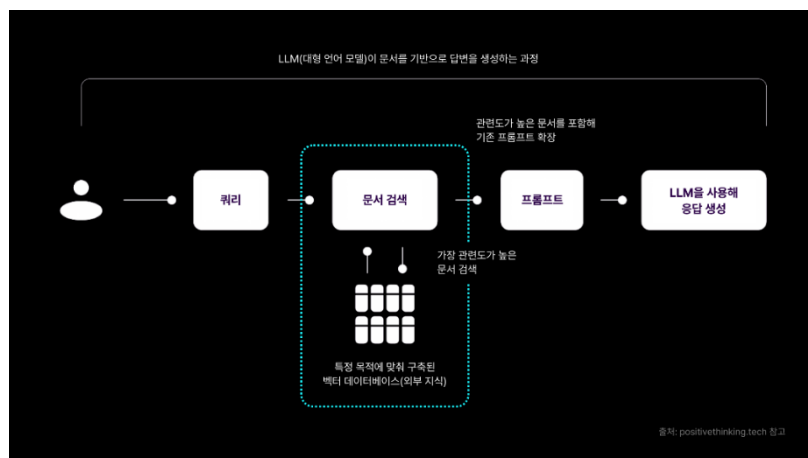 LLM(대형 언어 모델)이 문서를 기반으로 답변을 생성하는 과정
관련도가 높은 문서를 포함해
기존 프롬프트 확장
쿼리
문서 검색
프롬프트
LLM을 사용해
응답 생성
가장 관련도가 높은
문서 검색
특정 목적에 맞춰 구축된
벡터 데이터베이스(외부 지식)
출처: positivethinking.tech 참고